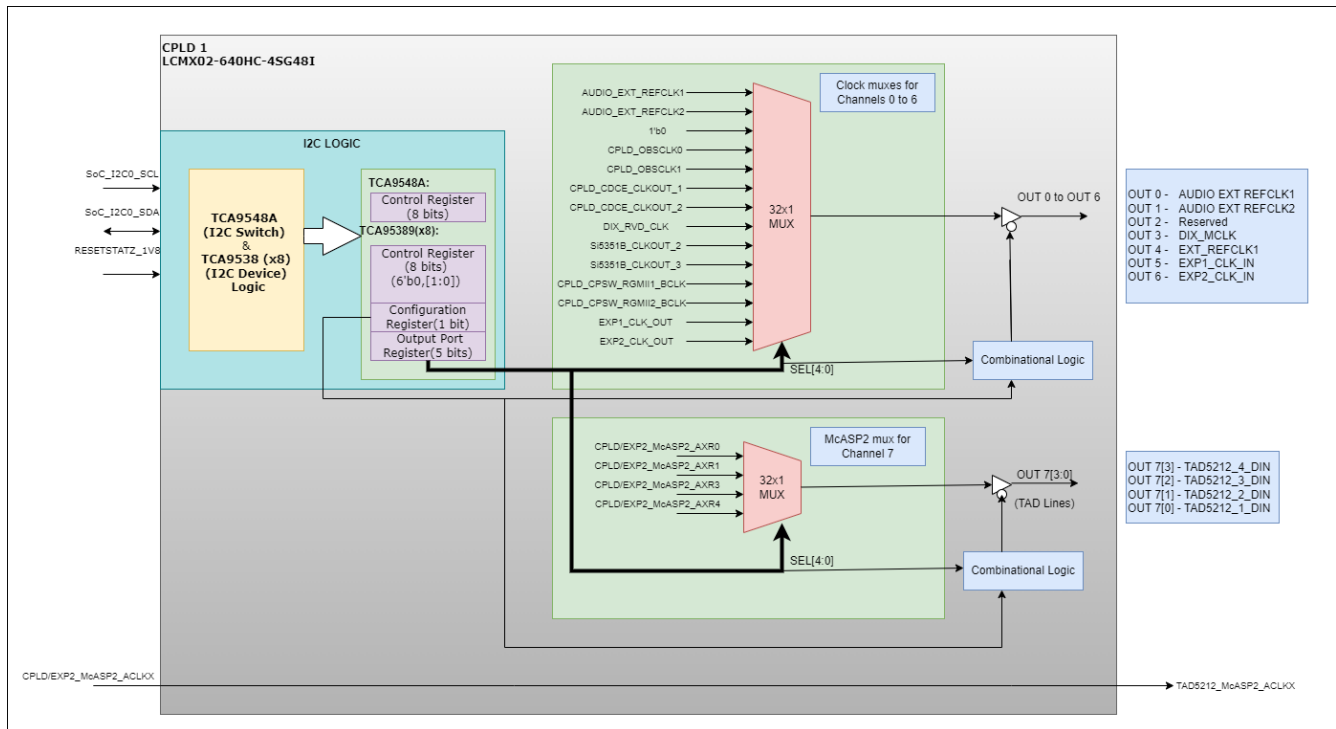 CPLD 1
LCMX02-640HC-4SG48I
I2C LOGIC
SoC_I2C0_SCL
SoC_I2C0_SDA
RESETSTATZ_1V8
TCA9548A
(I2C Switch)
&
TCA9538 (x8)
(I2C Device)
Logic
TCA9548A:
Control Register
(8 bits)
TCA95389(x8):
Control Register
(8 bits)
(6'b0,[1:0])
Configuration
Register(1 bit)
Output Port
Register(5 bits)
Clock muxes for
Channels 0 to 6
AUDIO_EXT_REFCLK1
AUDIO_EXT_REFCLK2
1'b0
CPLD_OBSCLK0
CPLD_OBSCLK1
CPLD_CDCE_CLKOUT_1
CPLD_CDCE_CLKOUT_2
DIX_RVD_CLK
Si5351B_CLKOUT_2
Si5351B_CLKOUT_3
CPLD_CPSW_RGMII1_BCLK
CPLD_CPSW_RGMII2_BCLK
EXP1_CLK_OUT
EXP2_CLK_OUT
32x1
MUX
SEL[4:0]
OUT 0 to OUT 6
Combinational Logic
OUT 0 - AUDIO EXT REFCLK1
OUT 1 - AUDIO EXT REFCLK2
OUT 2 - Reserved
OUT 3 - DIX_MCLK
OUT 4 - EXT_REFCLK1
OUT 5 - EXP1_CLK_IN
OUT 6 - EXP2_CLK_IN
McASP2 mux for
Channel 7
CPLD/EXP2_McASP2_AXR0
CPLD/EXP2_McASP2_AXR1
CPLD/EXP2_McASP2_AXR3
CPLD/EXP2_McASP2_AXR4
32x1
MUX
SEL[4:0]
OUT 7[3:0]
(TAD Lines)
Combinational Logic
OUT 7[3] - TAD5212_4_DIN
OUT 7[2] - TAD5212_3_DIN
OUT 7[1] - TAD5212_2_DIN
OUT 7[0] - TAD5212_1_DIN
CPLD/EXP2_McASP2_ACLKX
TAD5212_McASP2_ACLKX